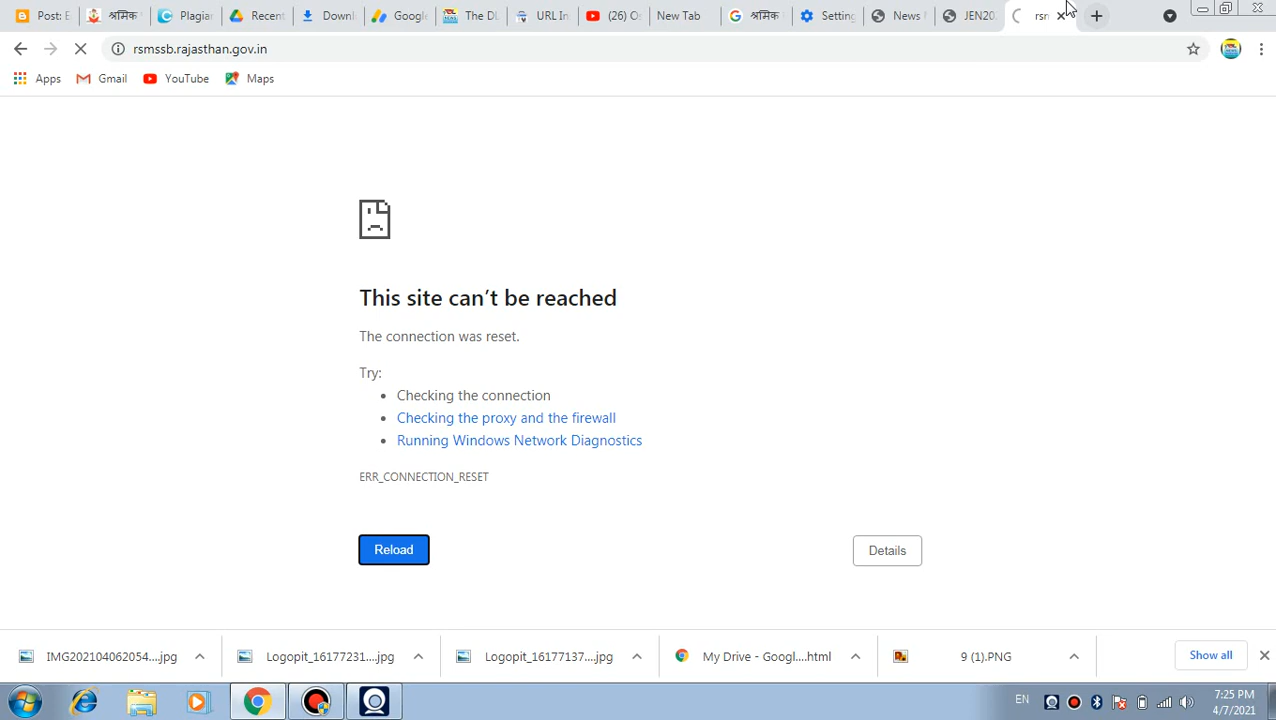 Post: E श्रमिक Plagiar Recent Downl Google The DL URL In (26) O New Tab श्रमिक Setting News JEN20 rsn
rsmssb.rajasthan.gov.in
Apps Gmail YouTube Maps
This site can't be reached
The connection was reset.
Try:
• Checking the connection
• Checking the proxy and the firewall
• Running Windows Network Diagnostics
ERR_CONNECTION_RESET
Reload Details
IMG202104062054....jpg Logopit_16177231....jpg Logopit_16177137....jpg My Drive - Googl....html 9 (1).PNG Show all
EN 7:25 PM
4/7/2021